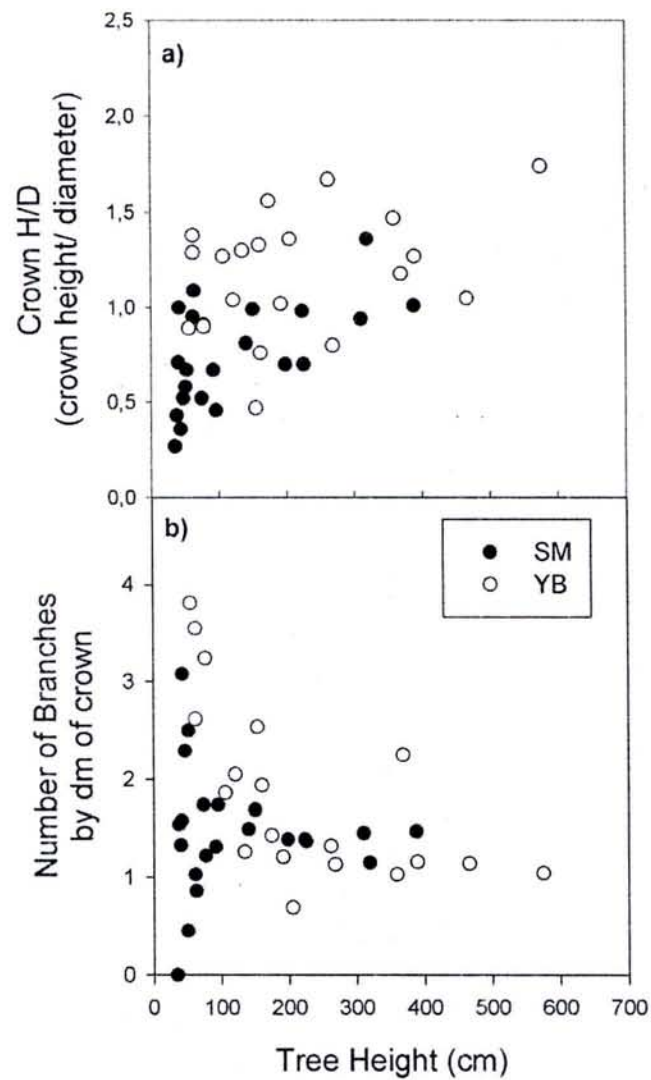 2,5
a)
2,0
1,5
1,0
0,5
0,0
Crown H/D
(crown height/ diameter)
b)
SM
YB
4
3
2
1
0
Number of Branches
by dm of crown
0 100 200 300 400 500 600 700
Tree Height (cm)